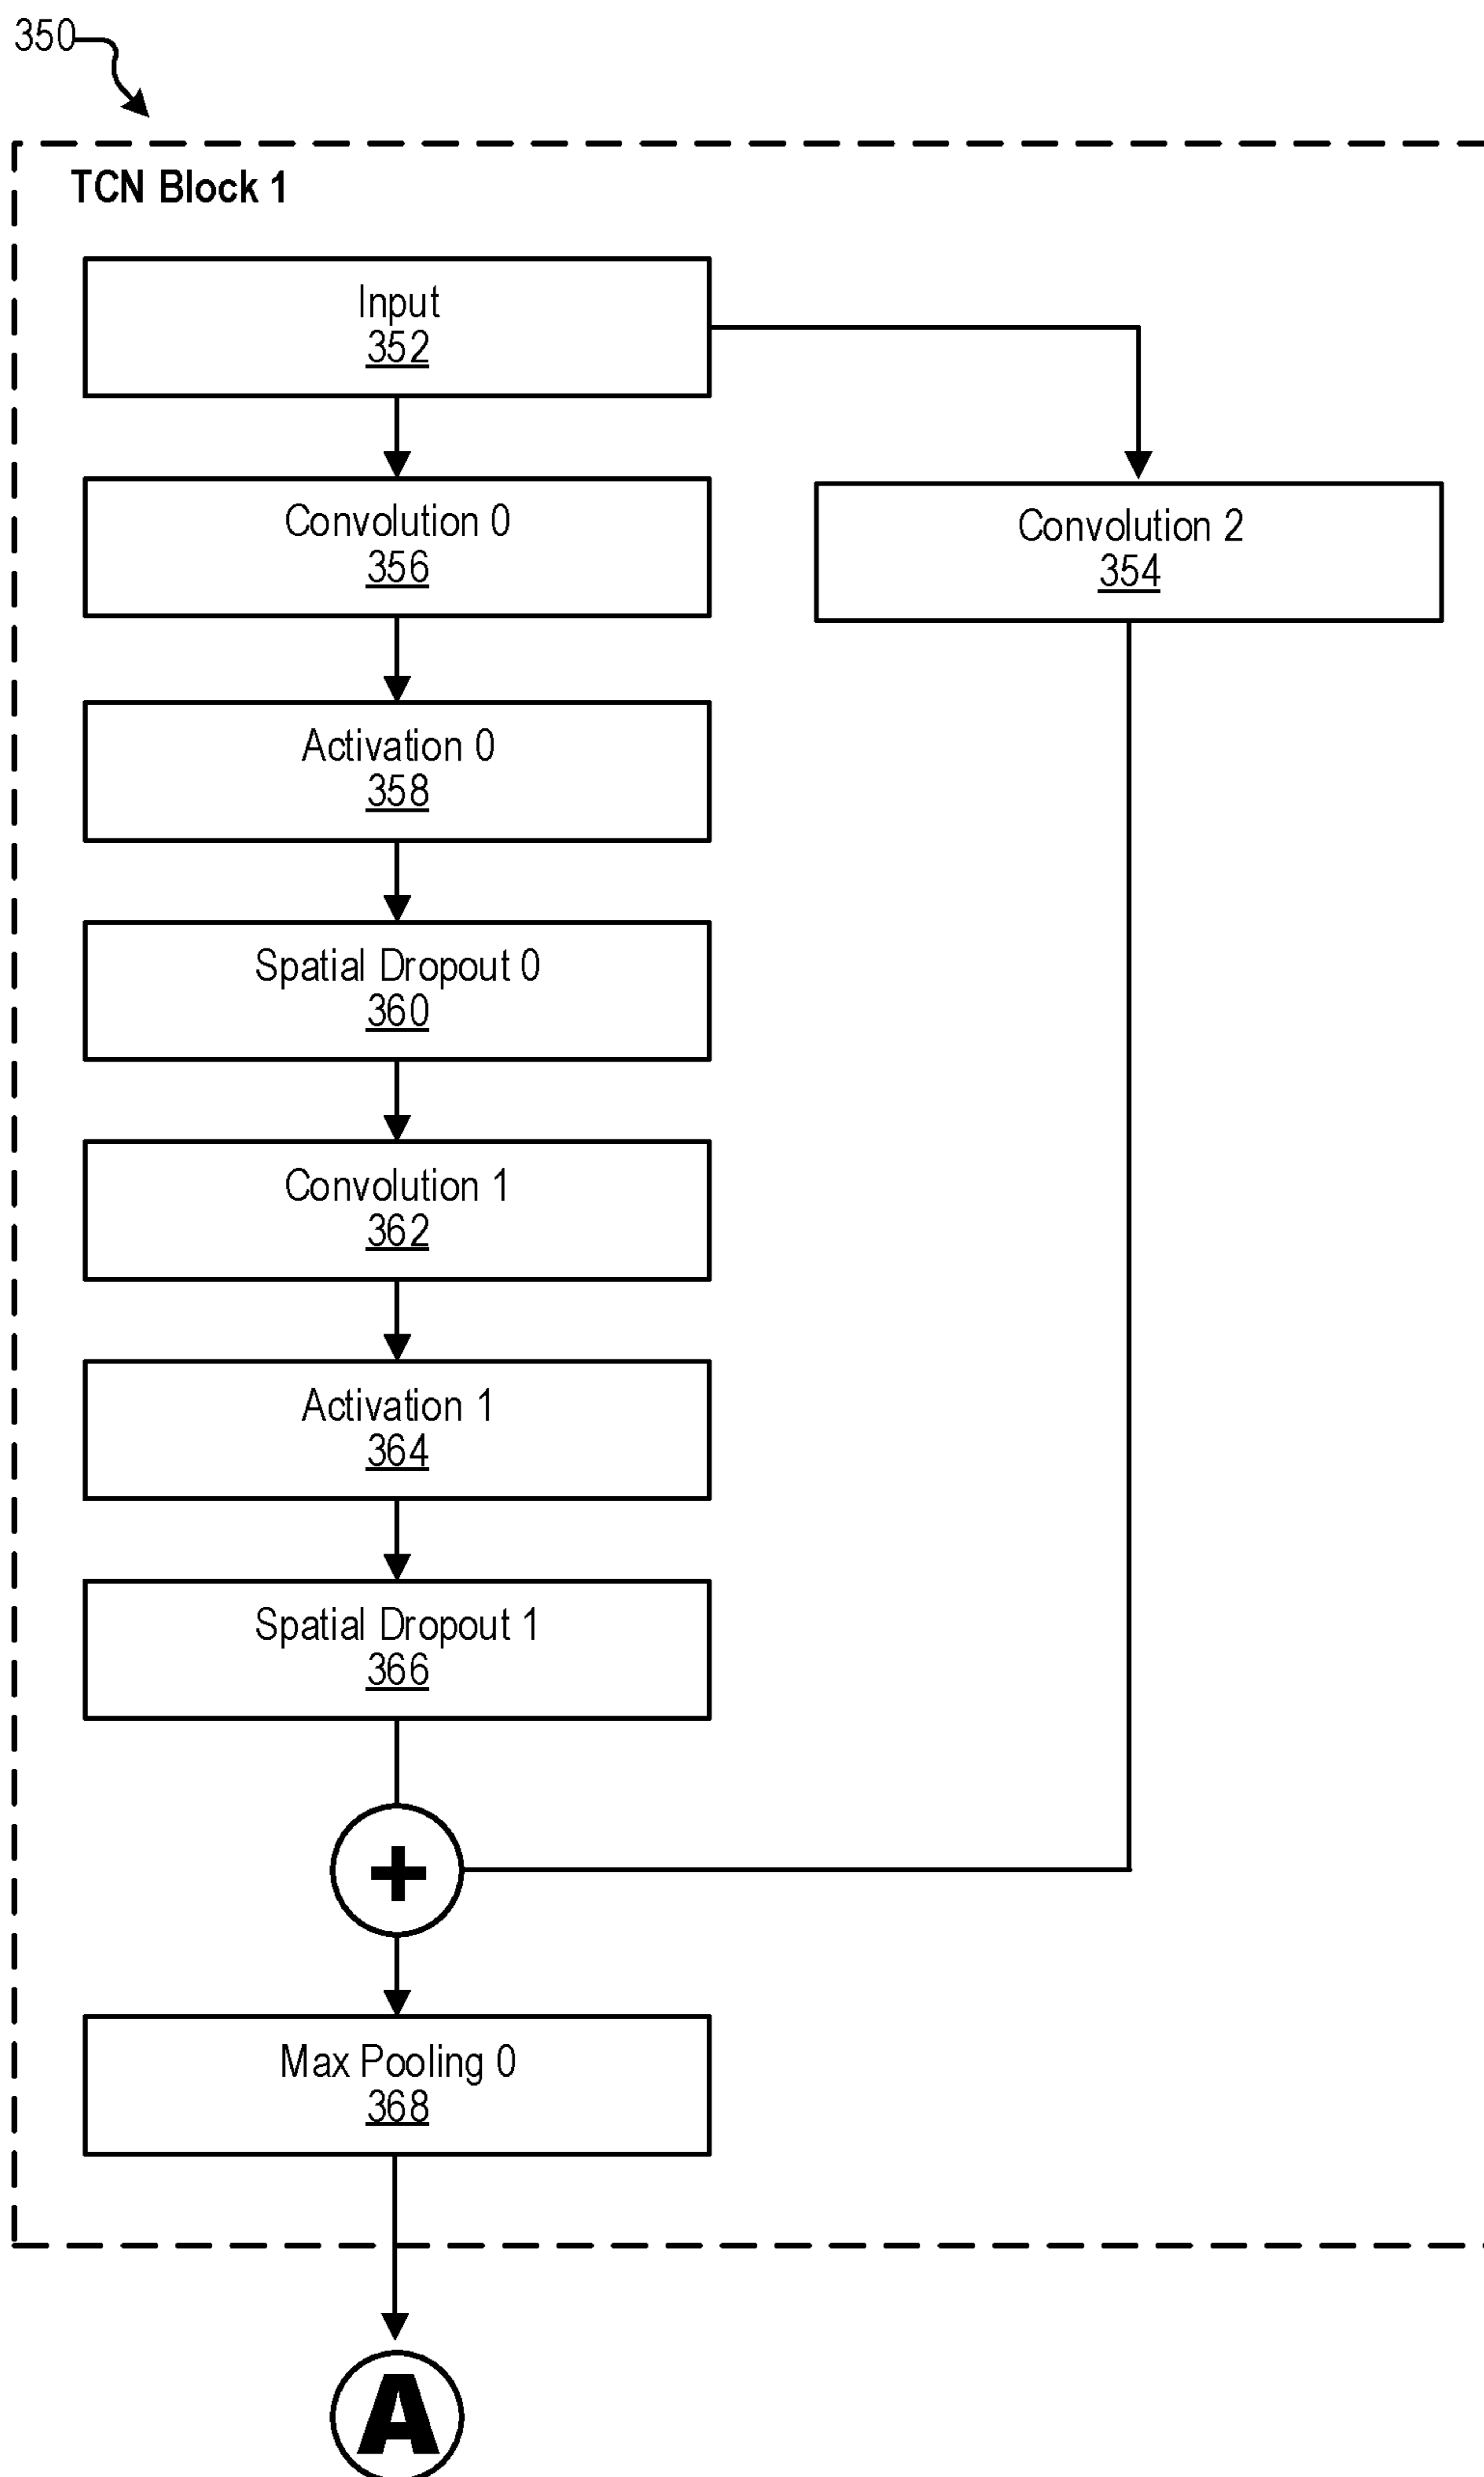 350
TCN Block 1
Input
352
Convolution 0
356
Convolution 2
354
Activation 0
358
Spatial Dropout 0
360
Convolution 1
362
Activation 1
364
Spatial Dropout 1
366
+
Max Pooling 0
368
A